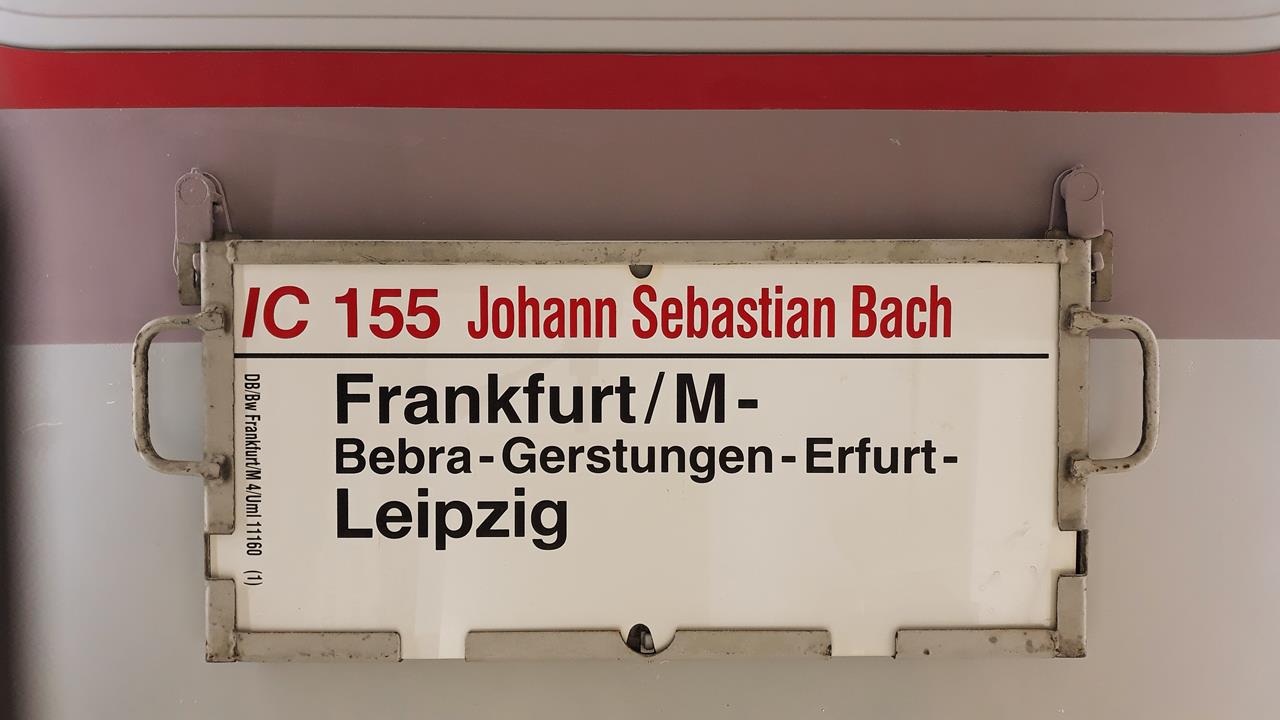 IC 155 Johann Sebastian Bach
Frankfurt/M-
Bebra-Gerstungen-Erfurt-
Leipzig
DB/Bw Frankfurt/M 4/Uml 11160 (1)